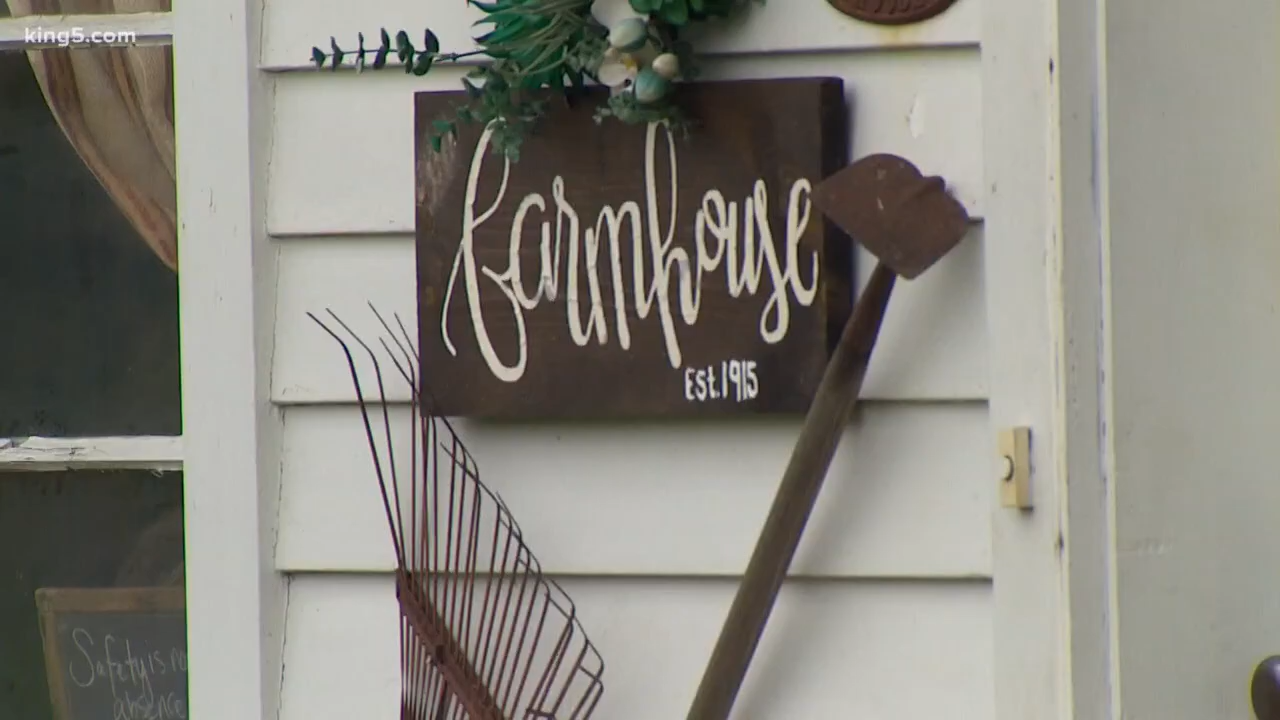 king5.com
farmhouse
Est. 1915
Safety is
absence